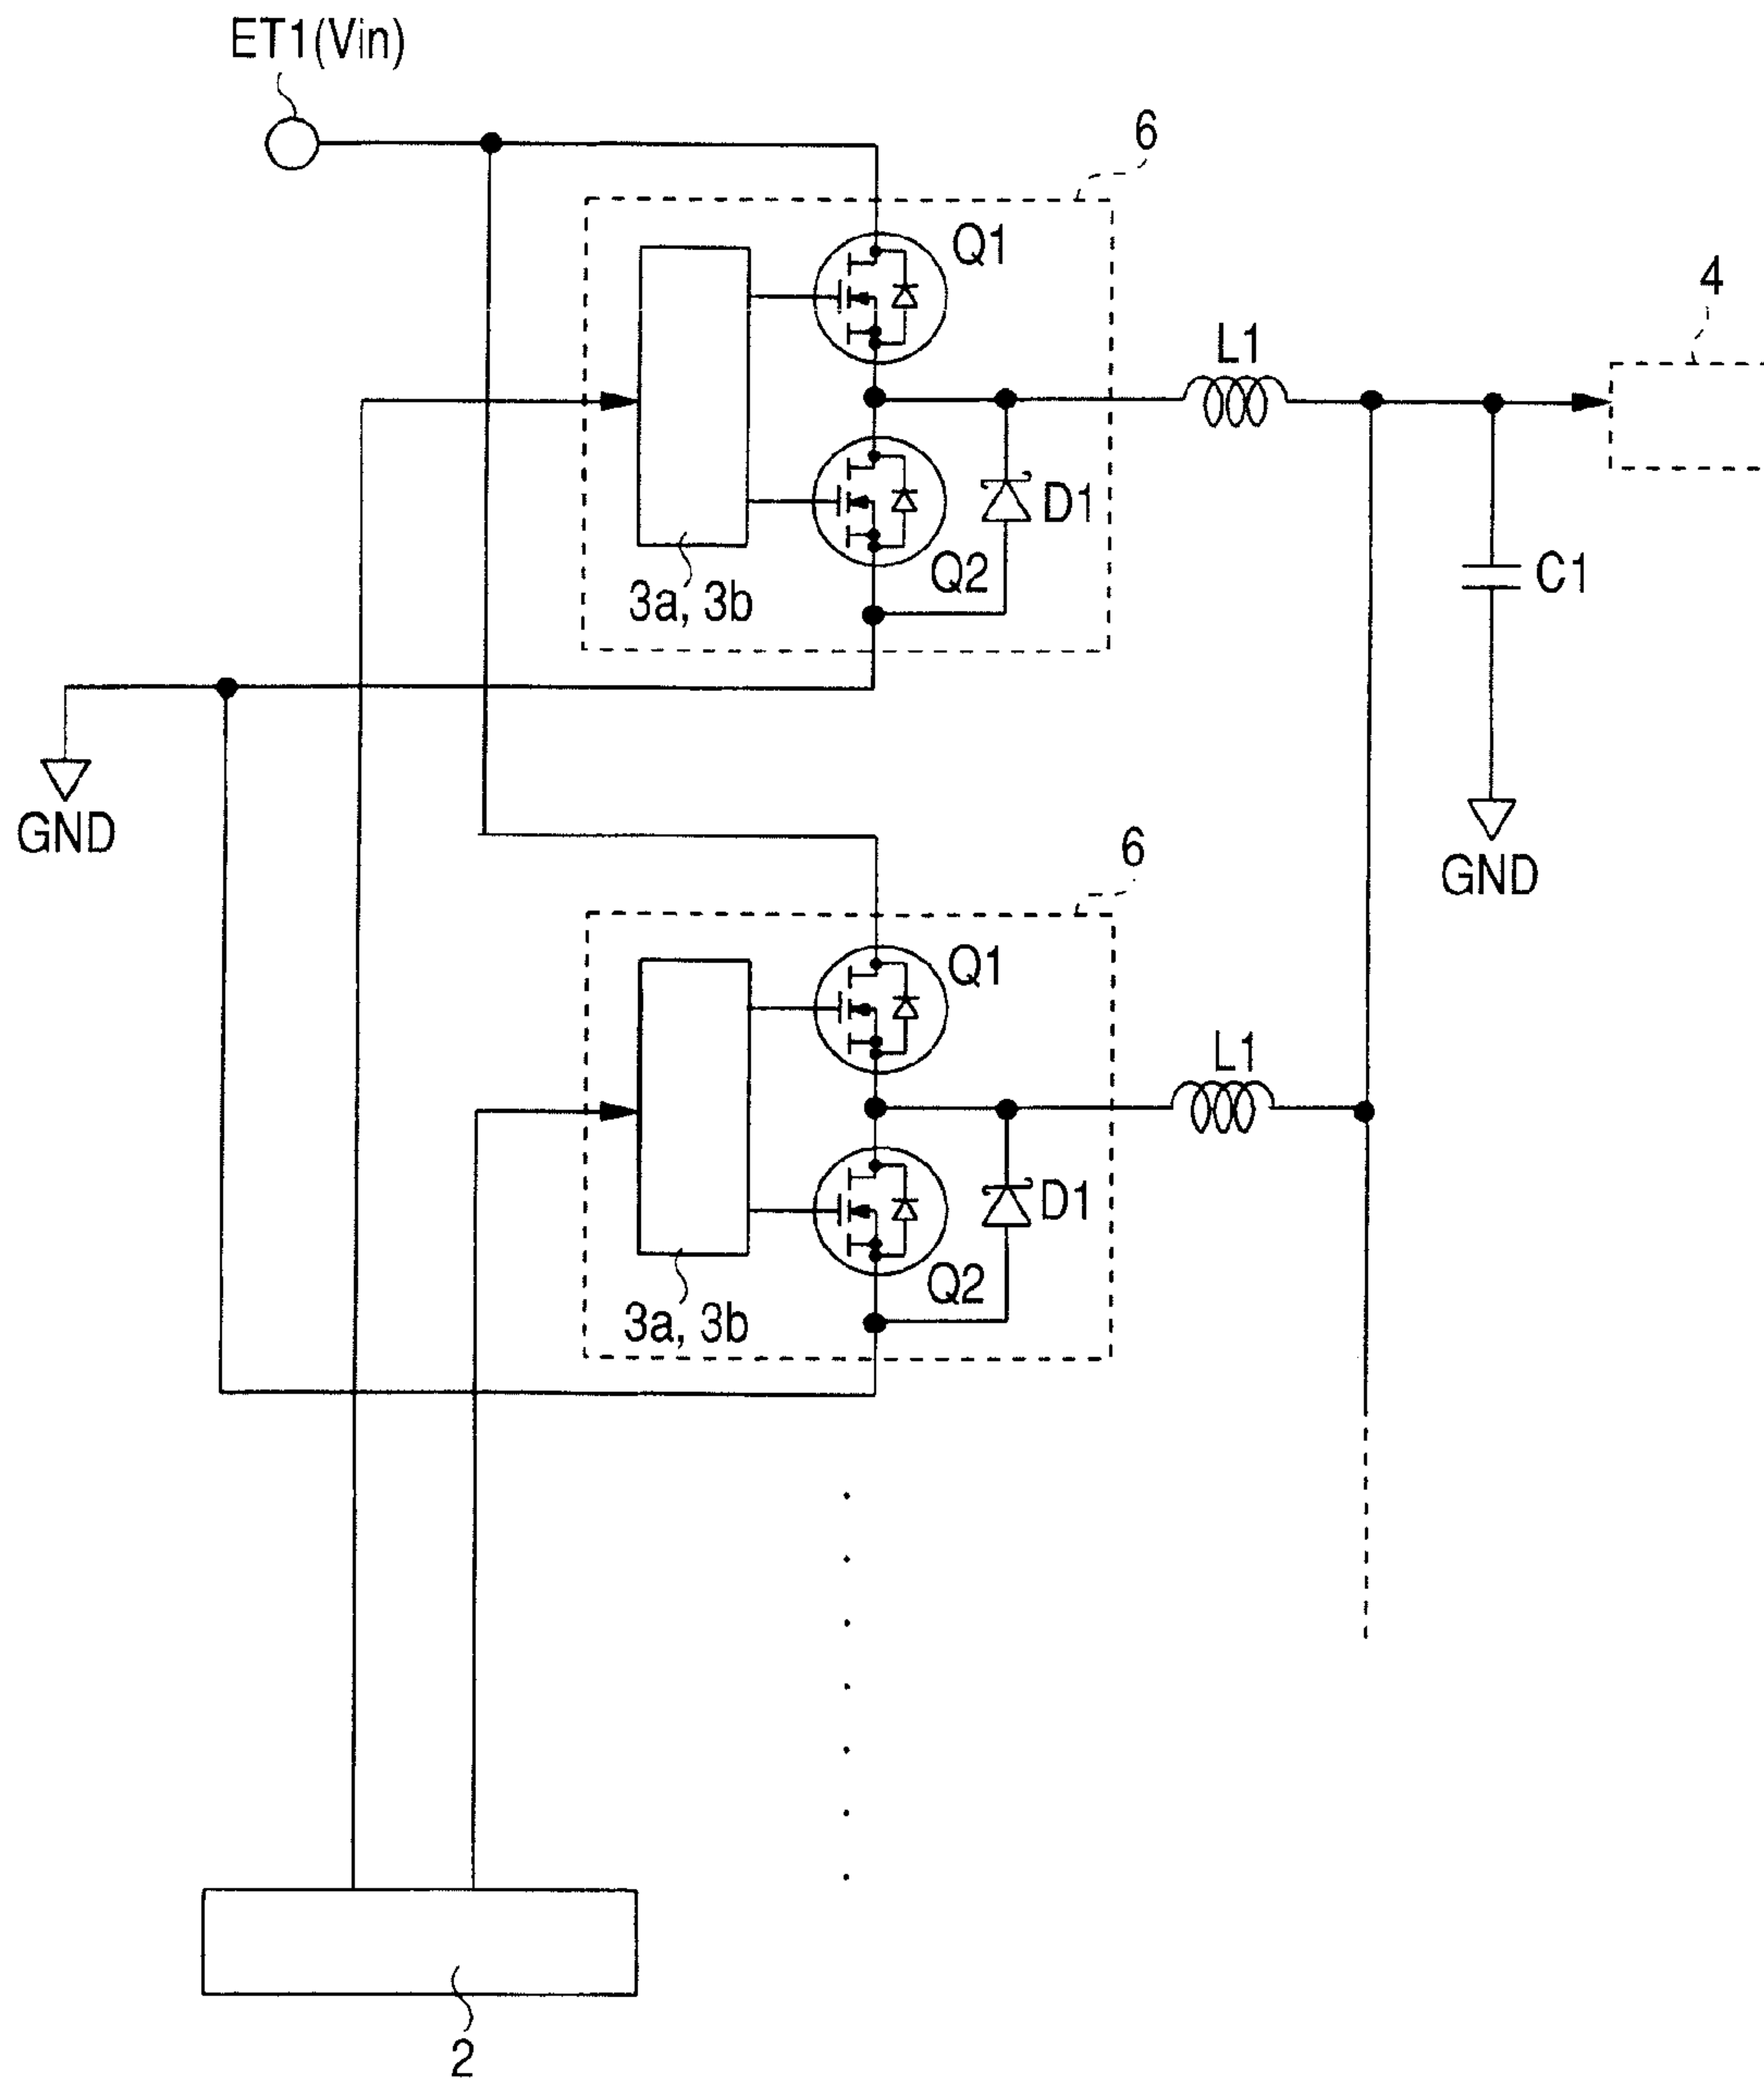 ET1(Vin)
6
Q1
4
L1
D1
Q2
3a, 3b
C1
GND
GND
6
Q1
L1
D1
Q2
3a, 3b
2